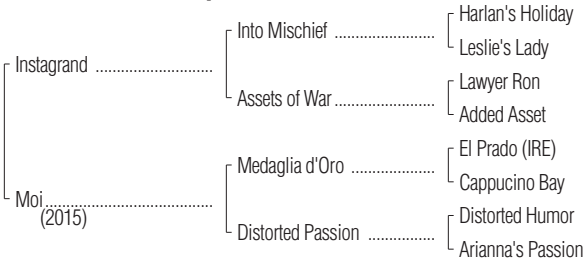 Harlan's Holiday
Into Mischief ....................
Leslie's Lady
Instagrand ........................
Lawyer Ron
Assets of War....................
Added Asset
El Prado (IRE)
Medaglia d'Oro .................
Cappucino Bay
Moi..................................
(2015)
Distorted Humor
Distorted Passion ..............
Arianna's Passion